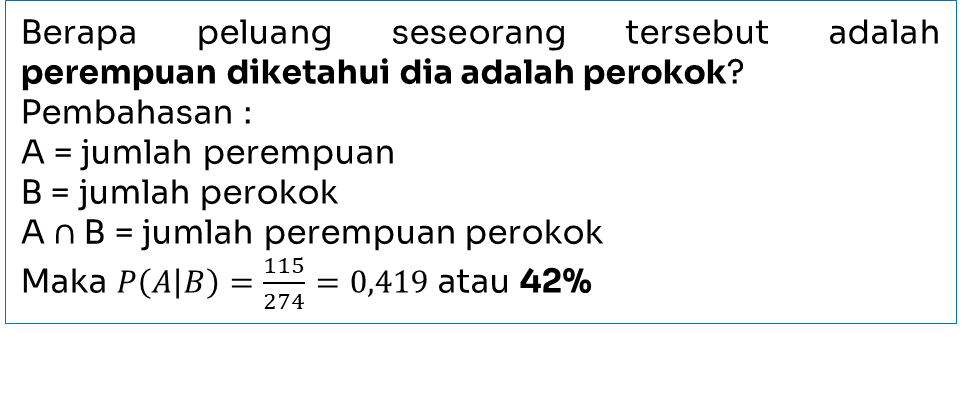 Berapa peluang seseorang tersebut adalah
perempuan diketahui dia adalah perokok?
Pembahasan :
A = jumlah perempuan
B = jumlah perokok
A ∩ B = jumlah perempuan perokok
Maka P(A|B) = 115/274 = 0,419 atau 42%